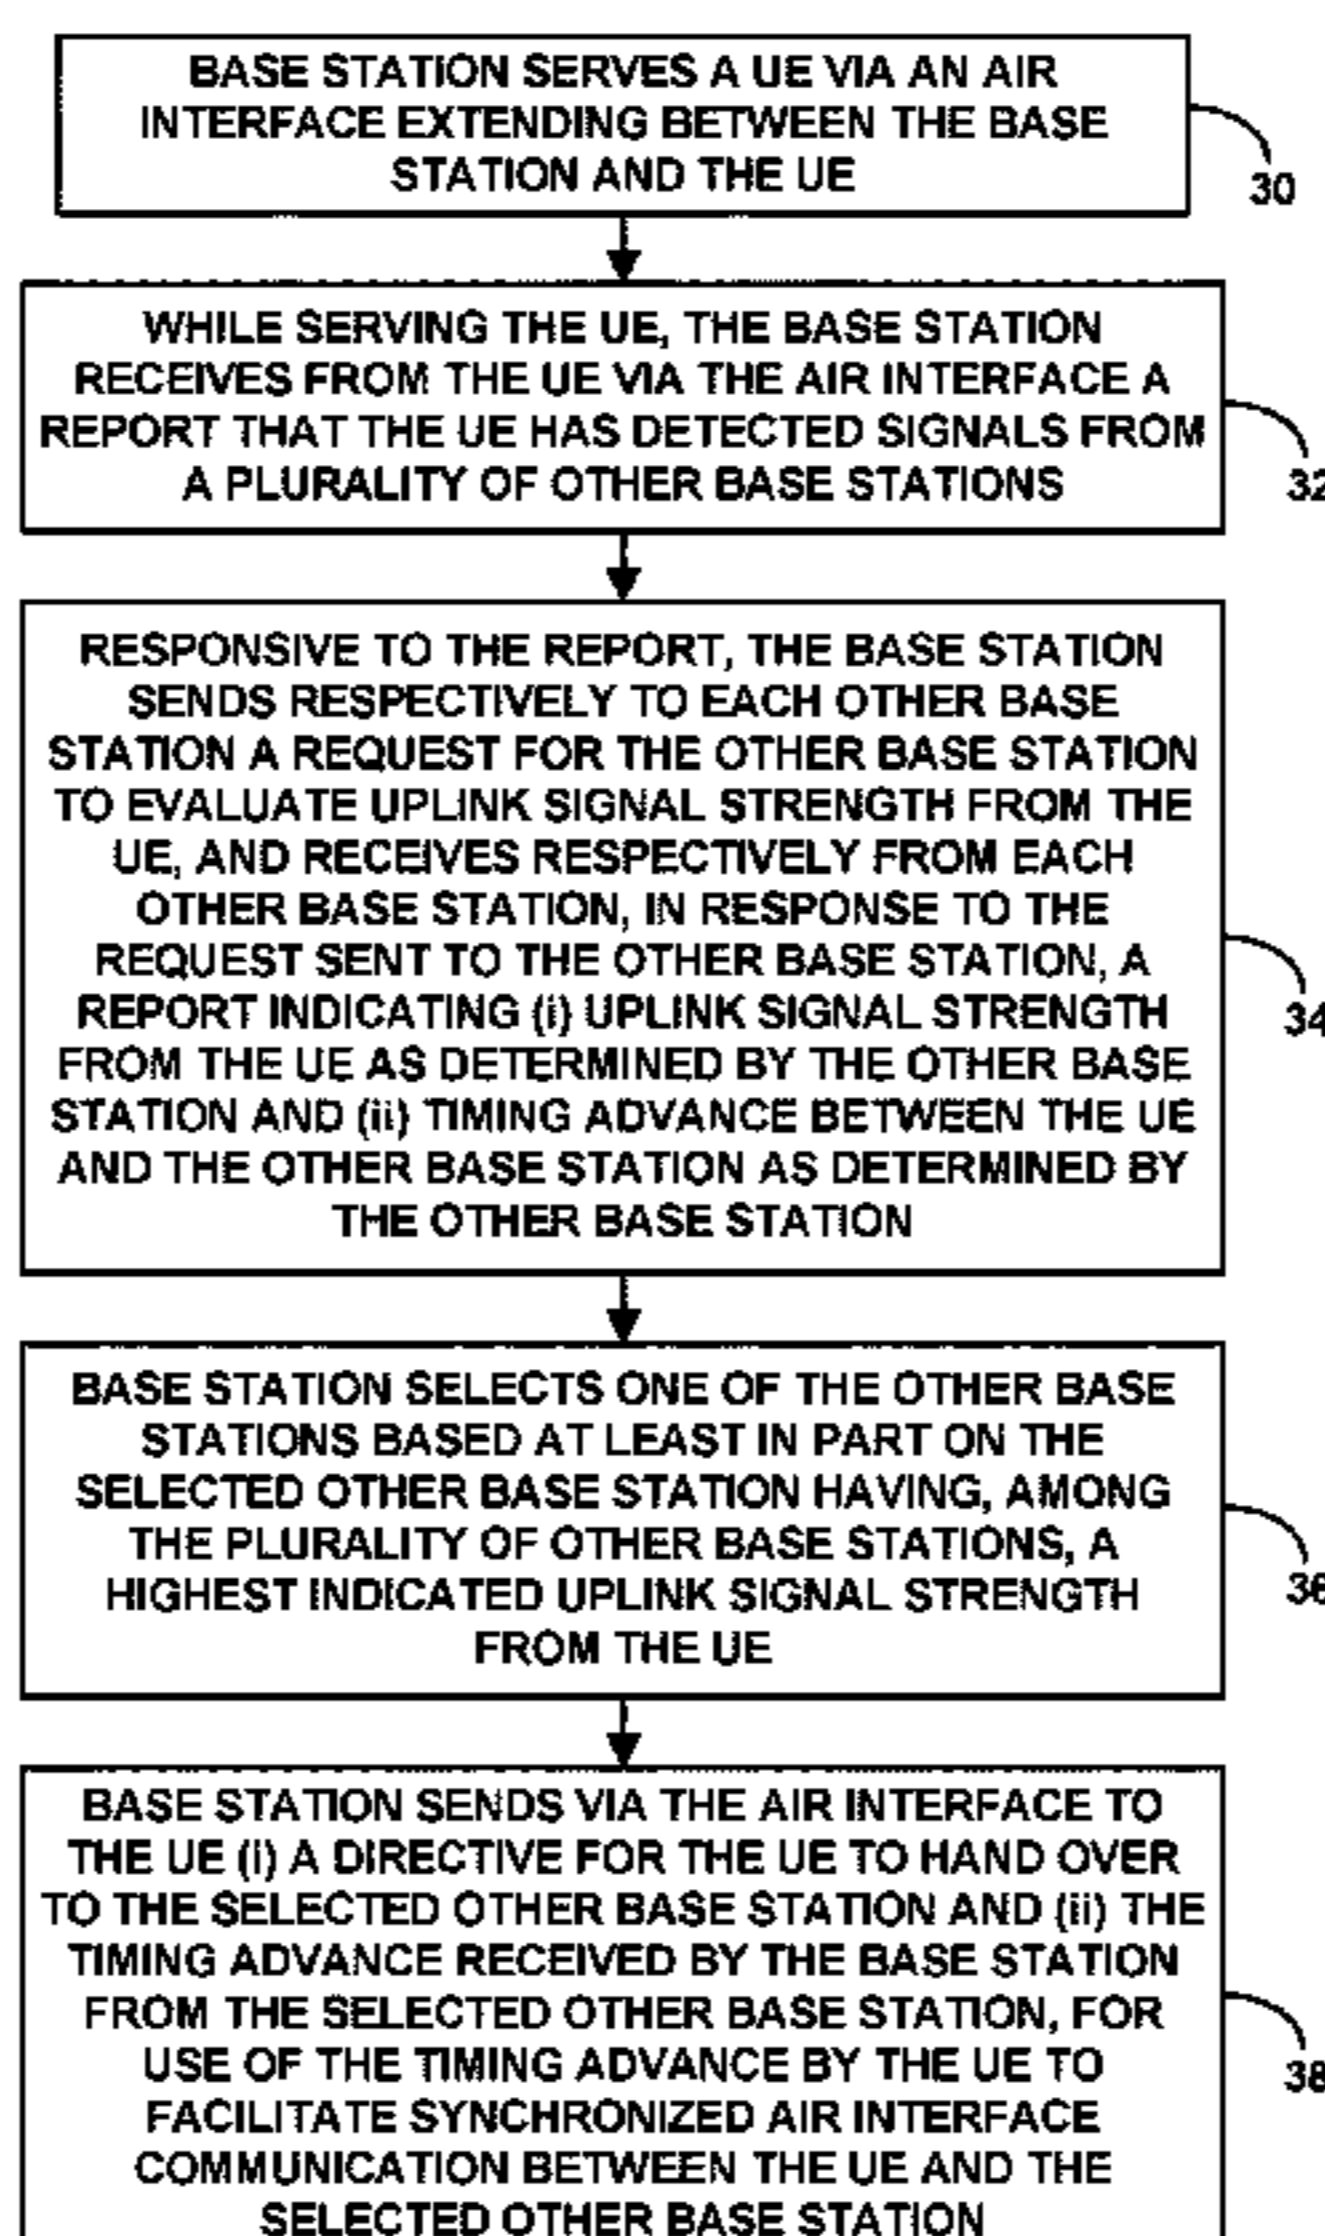 BASE STATION SERVES A UE VIA AN AIR
INTERFACE EXTENDING BETWEEN THE BASE
STATION AND THE UE
30
WHILE SERVING THE UE, THE BASE STATION
RECEIVES FROM THE UE VIA THE AIR INTERFACE A
REPORT THAT THE UE HAS DETECTED SIGNALS FROM
A PLURALITY OF OTHER BASE STATIONS
32
RESPONSIVE TO THE REPORT, THE BASE STATION
SENDS RESPECTIVELY TO EACH OTHER BASE
STATION A REQUEST FOR THE OTHER BASE STATION
TO EVALUATE UPLINK SIGNAL STRENGTH FROM THE
UE, AND RECEIVES RESPECTIVELY FROM EACH
OTHER BASE STATION, IN RESPONSE TO THE
REQUEST SENT TO THE OTHER BASE STATION, A
REPORT INDICATING (i) UPLINK SIGNAL STRENGTH
FROM THE UE AS DETERMINED BY THE OTHER BASE
STATION AND (ii) TIMING ADVANCE BETWEEN THE UE
AND THE OTHER BASE STATION AS DETERMINED BY
THE OTHER BASE STATION
34
BASE STATION SELECTS ONE OF THE OTHER BASE
STATIONS BASED AT LEAST IN PART ON THE
SELECTED OTHER BASE STATION HAVING, AMONG
THE PLURALITY OF OTHER BASE STATIONS, A
HIGHEST INDICATED UPLINK SIGNAL STRENGTH
FROM THE UE
36
BASE STATION SENDS VIA THE AIR INTERFACE TO
THE UE (i) A DIRECTIVE FOR THE UE TO HAND OVER
TO THE SELECTED OTHER BASE STATION AND (ii) THE
TIMING ADVANCE RECEIVED BY THE BASE STATION
FROM THE SELECTED OTHER BASE STATION, FOR
USE OF THE TIMING ADVANCE BY THE UE TO
FACILITATE SYNCHRONIZED AIR INTERFACE
COMMUNICATION BETWEEN THE UE AND THE
SELECTED OTHER BASE STATION
38